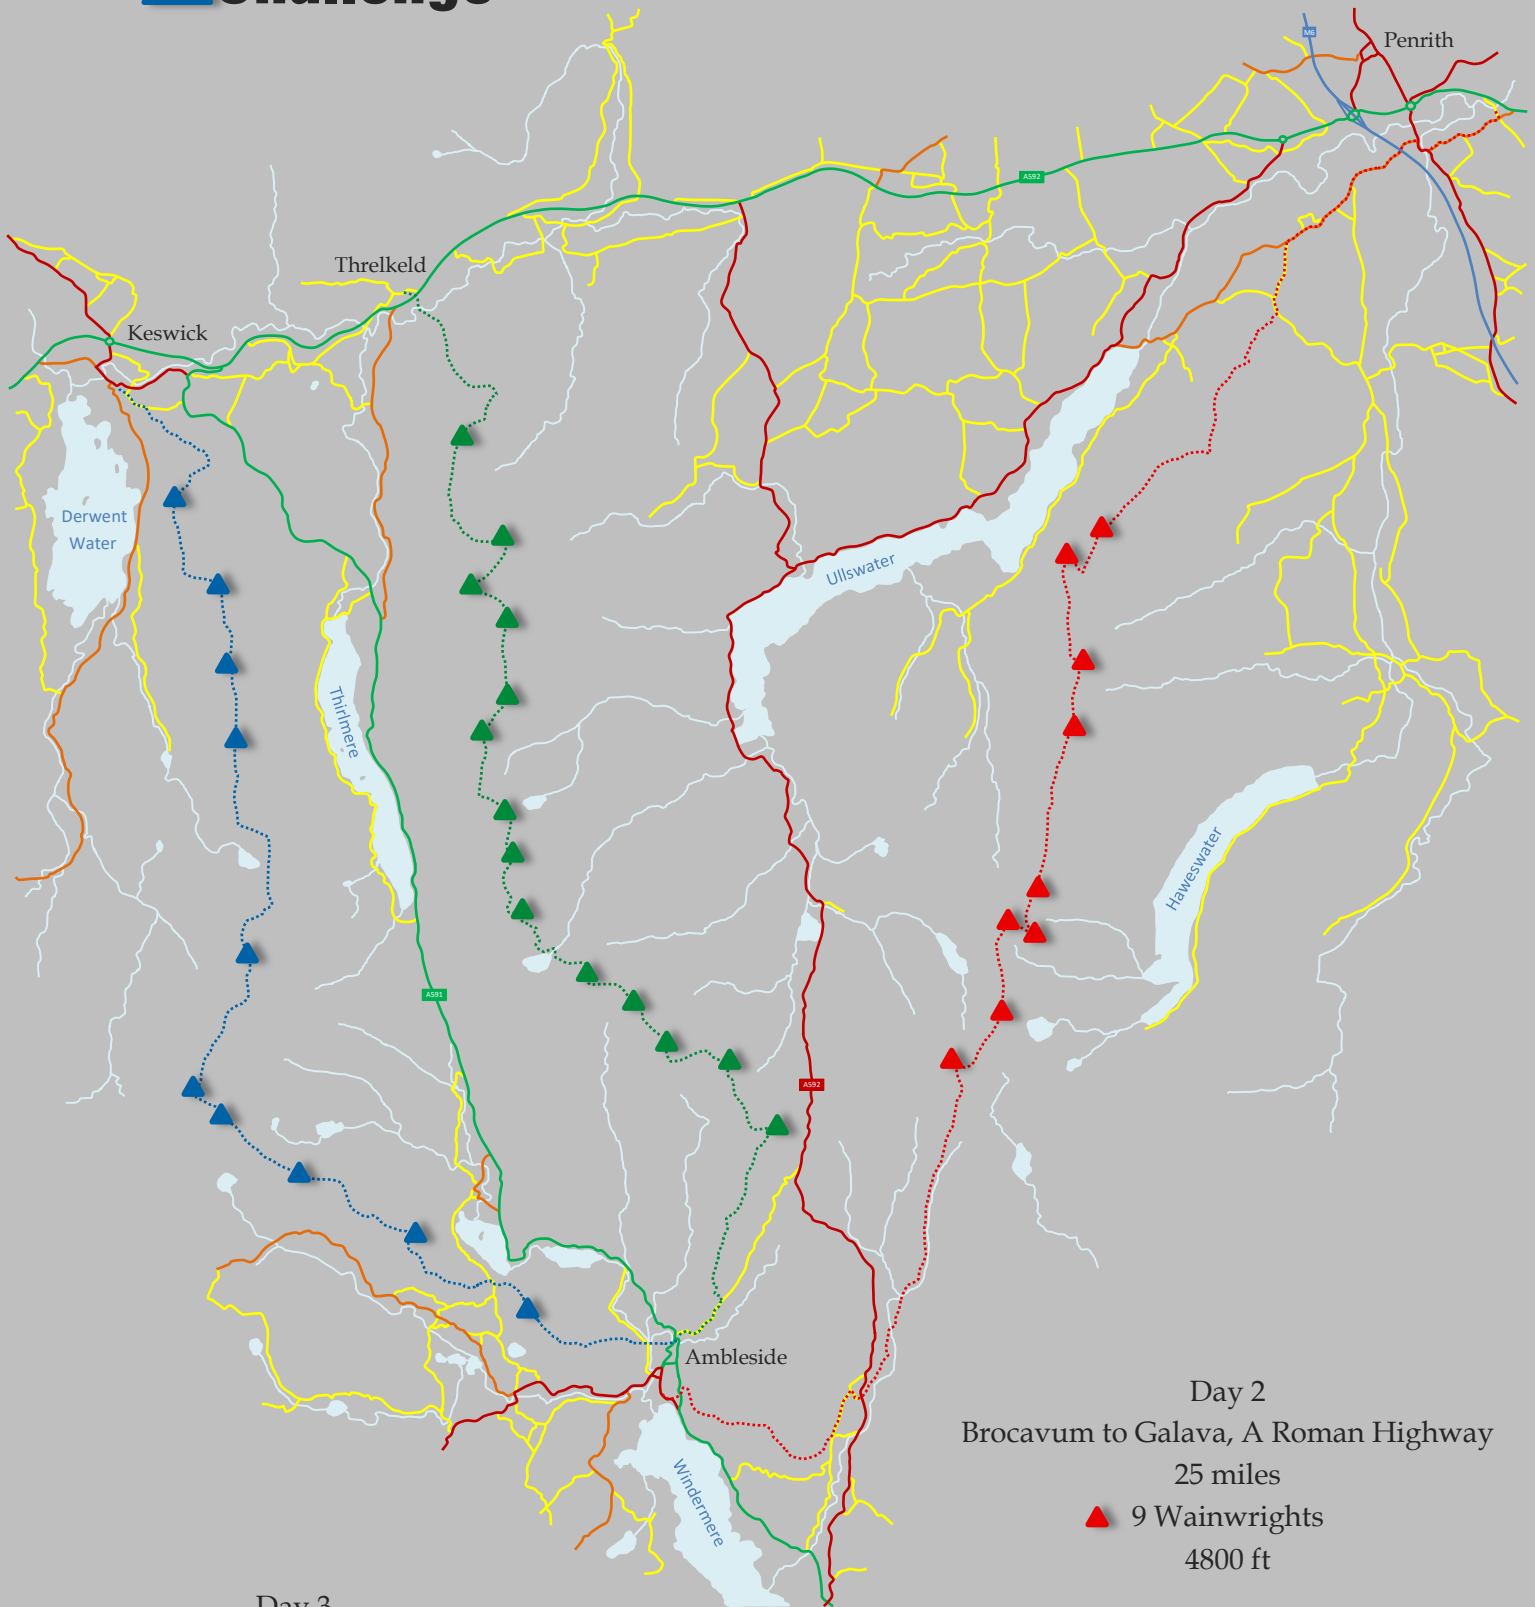 Challenge
Penrith
M6
A592
Threlkeld
Keswick
Derwent
Water
Ullswater
Thirlmere
Haweswater
A591
A592
Ambleside
Day 2
Brocavum to Galava, A Roman Highway
25 miles
9 Wainwrights
4800 ft
Windermere
Day 3